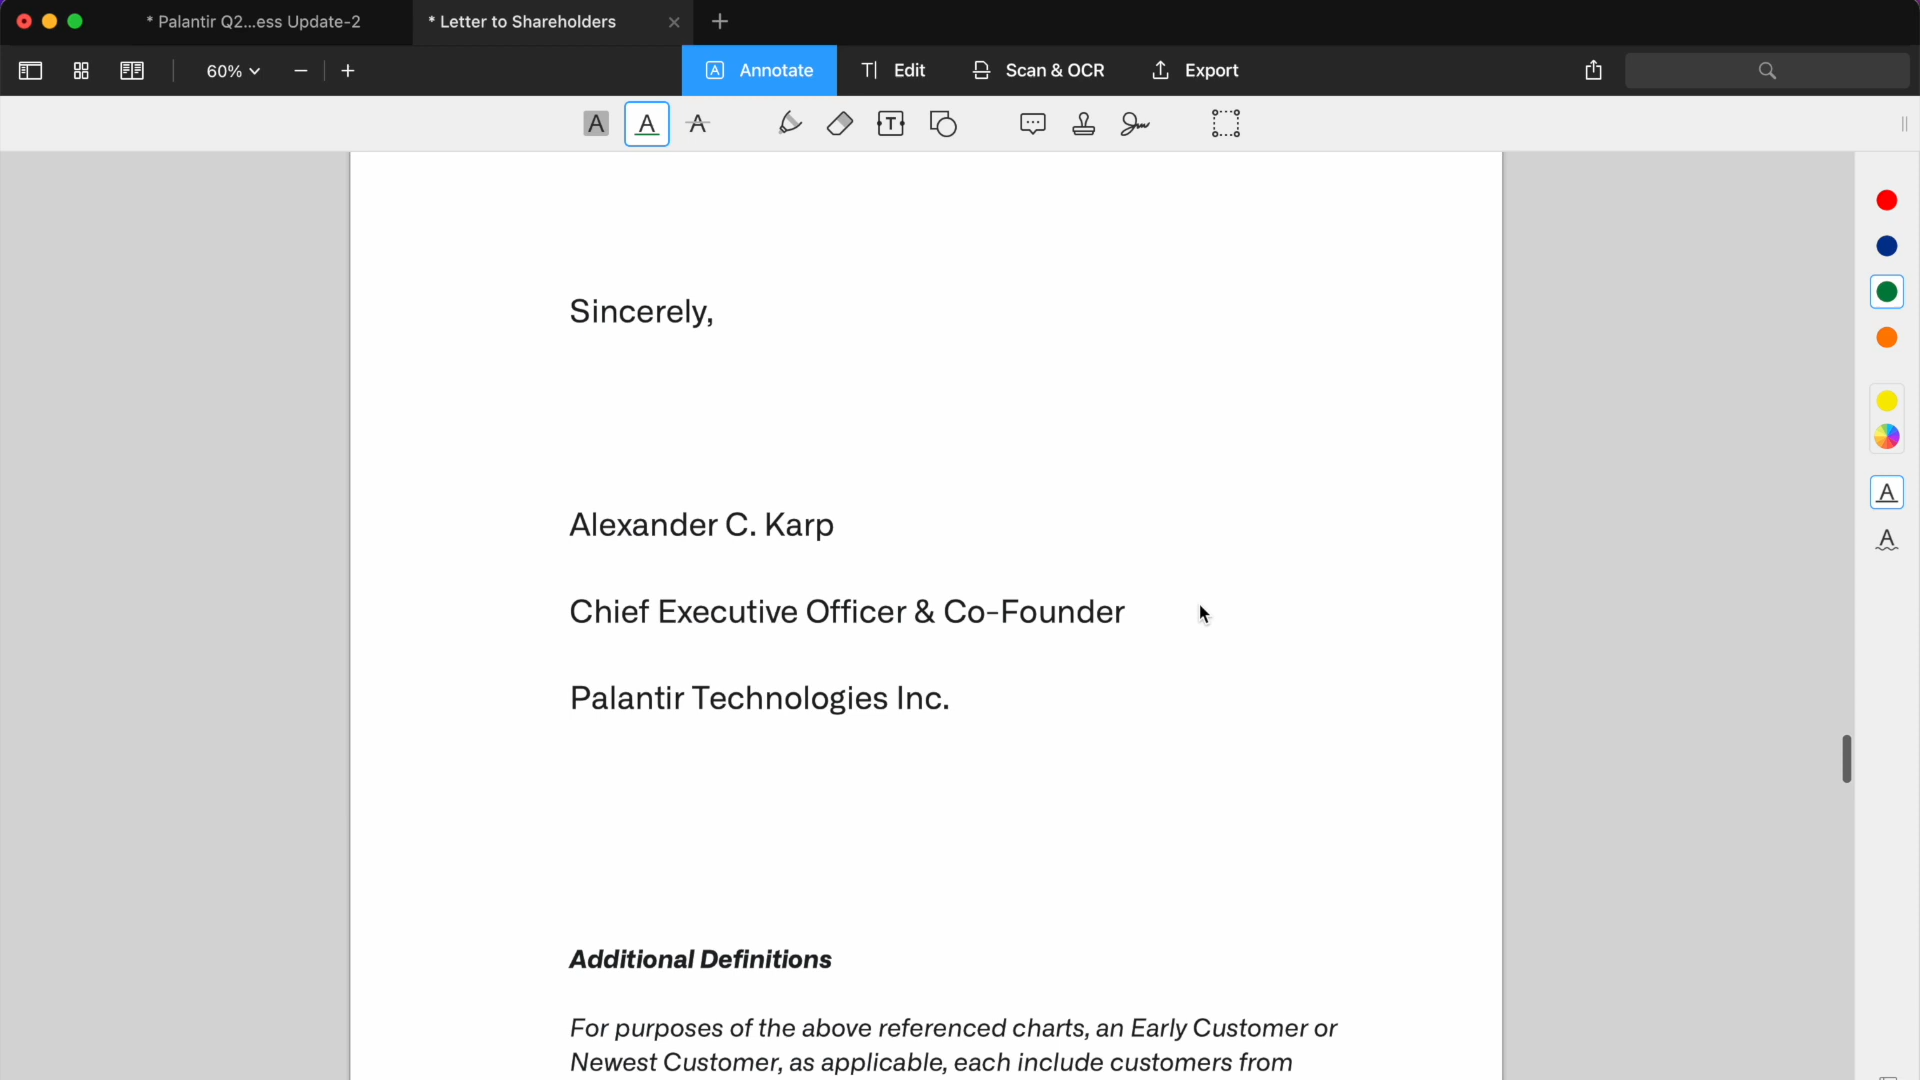 * Palantir Q2...ess Update-2
* Letter to Shareholders
60%
Annotate
Edit
Scan & OCR
Export
Sincerely,
Alexander C. Karp
Chief Executive Officer & Co-Founder
Palantir Technologies Inc.
Additional Definitions
For purposes of the above referenced charts, an Early Customer or
Newest Customer, as applicable, each include customers from